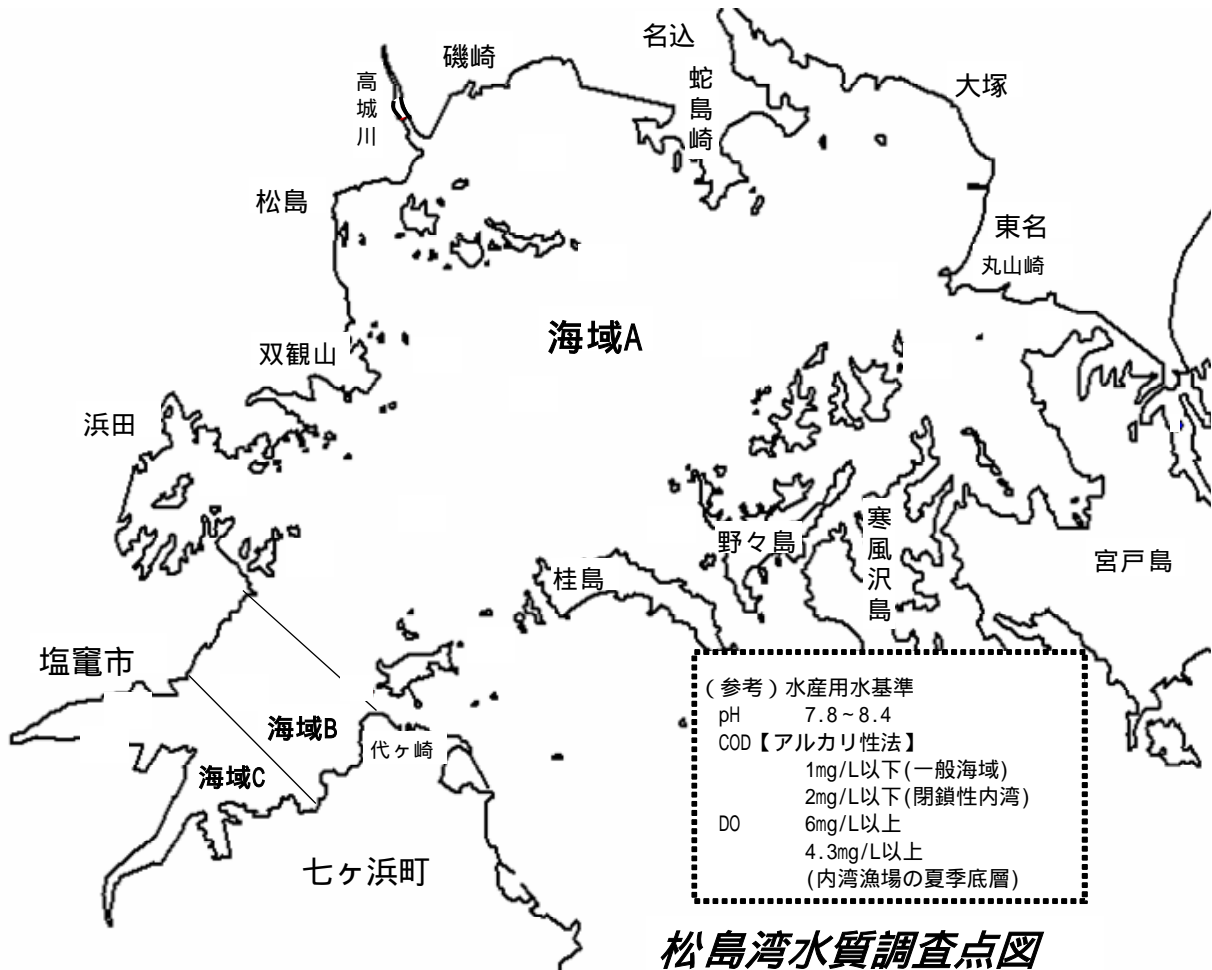 名込
磯崎
高城川
蛇島崎
大塚
松島
東名
丸山崎
海域A
双観山
浜田
野々島
寒風沢島
宮戸島
桂島
塩竈市
海域B
代ヶ崎
海域C
七ヶ浜町
(参考)水産用水基準
pH 7.8~8.4
COD【アルカリ性法】
1mg/L以下(一般海域)
2mg/L以下(閉鎖性内湾)
DO 6mg/L以上
4.3mg/L以上
(内湾漁場の夏季底層)
松島湾水質調査点図